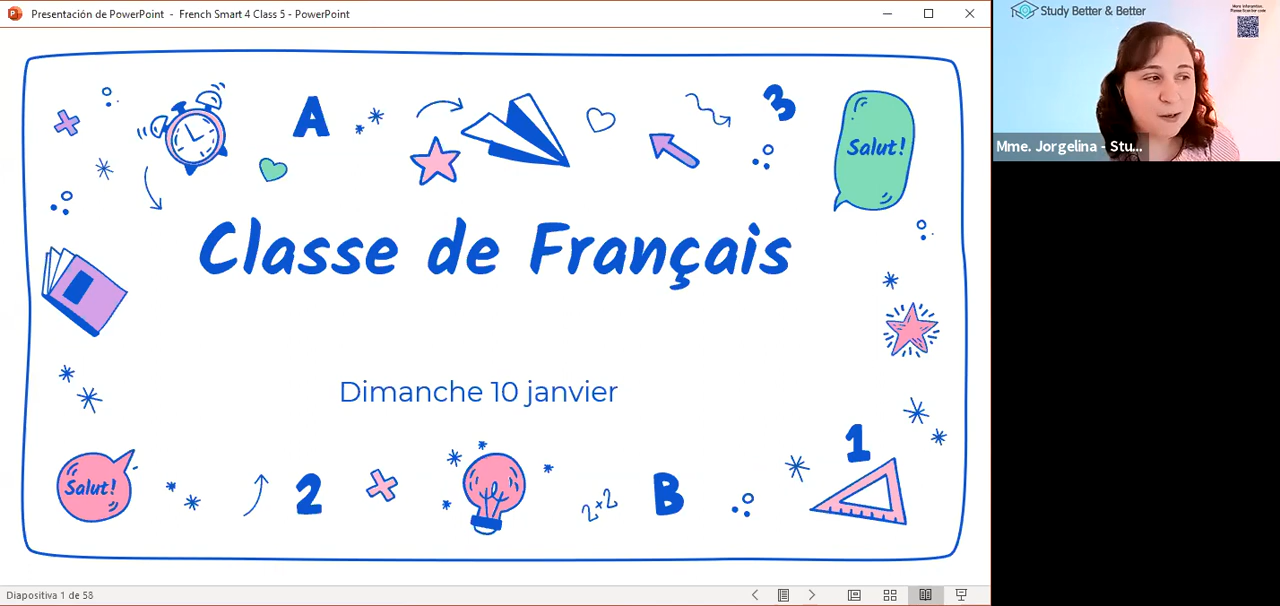 Presentación de PowerPoint - French Smart 4 Class 5 - PowerPoint
Study Better & Better
A
3
Salut!
Mme. Jorgelina - Stu...
Classe de Français
Dimanche 10 janvier
Salut!
2
2x2
B
1
Diapositiva 1 de 58